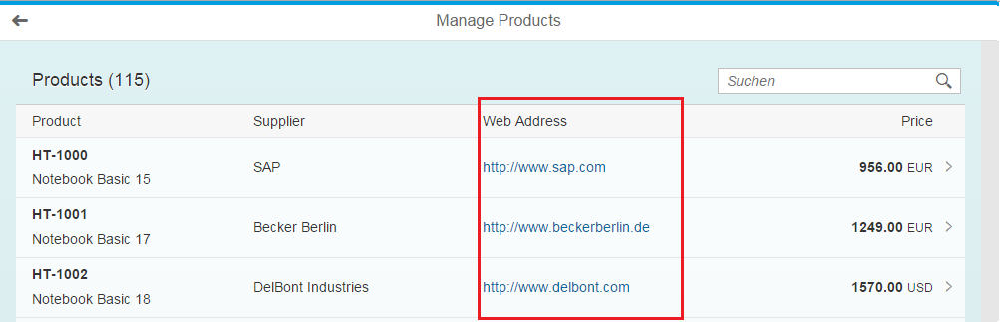 Manage Products
Products (115)
Suchen
Product Supplier Web Address Price
HT-1000
Notebook Basic 15
SAP
http://www.sap.com
956.00 EUR
HT-1001
Notebook Basic 17
Becker Berlin
http://www.beckerberlin.de
1249.00 EUR
HT-1002
Notebook Basic 18
DelBont Industries
http://www.delbont.com
1570.00 USD